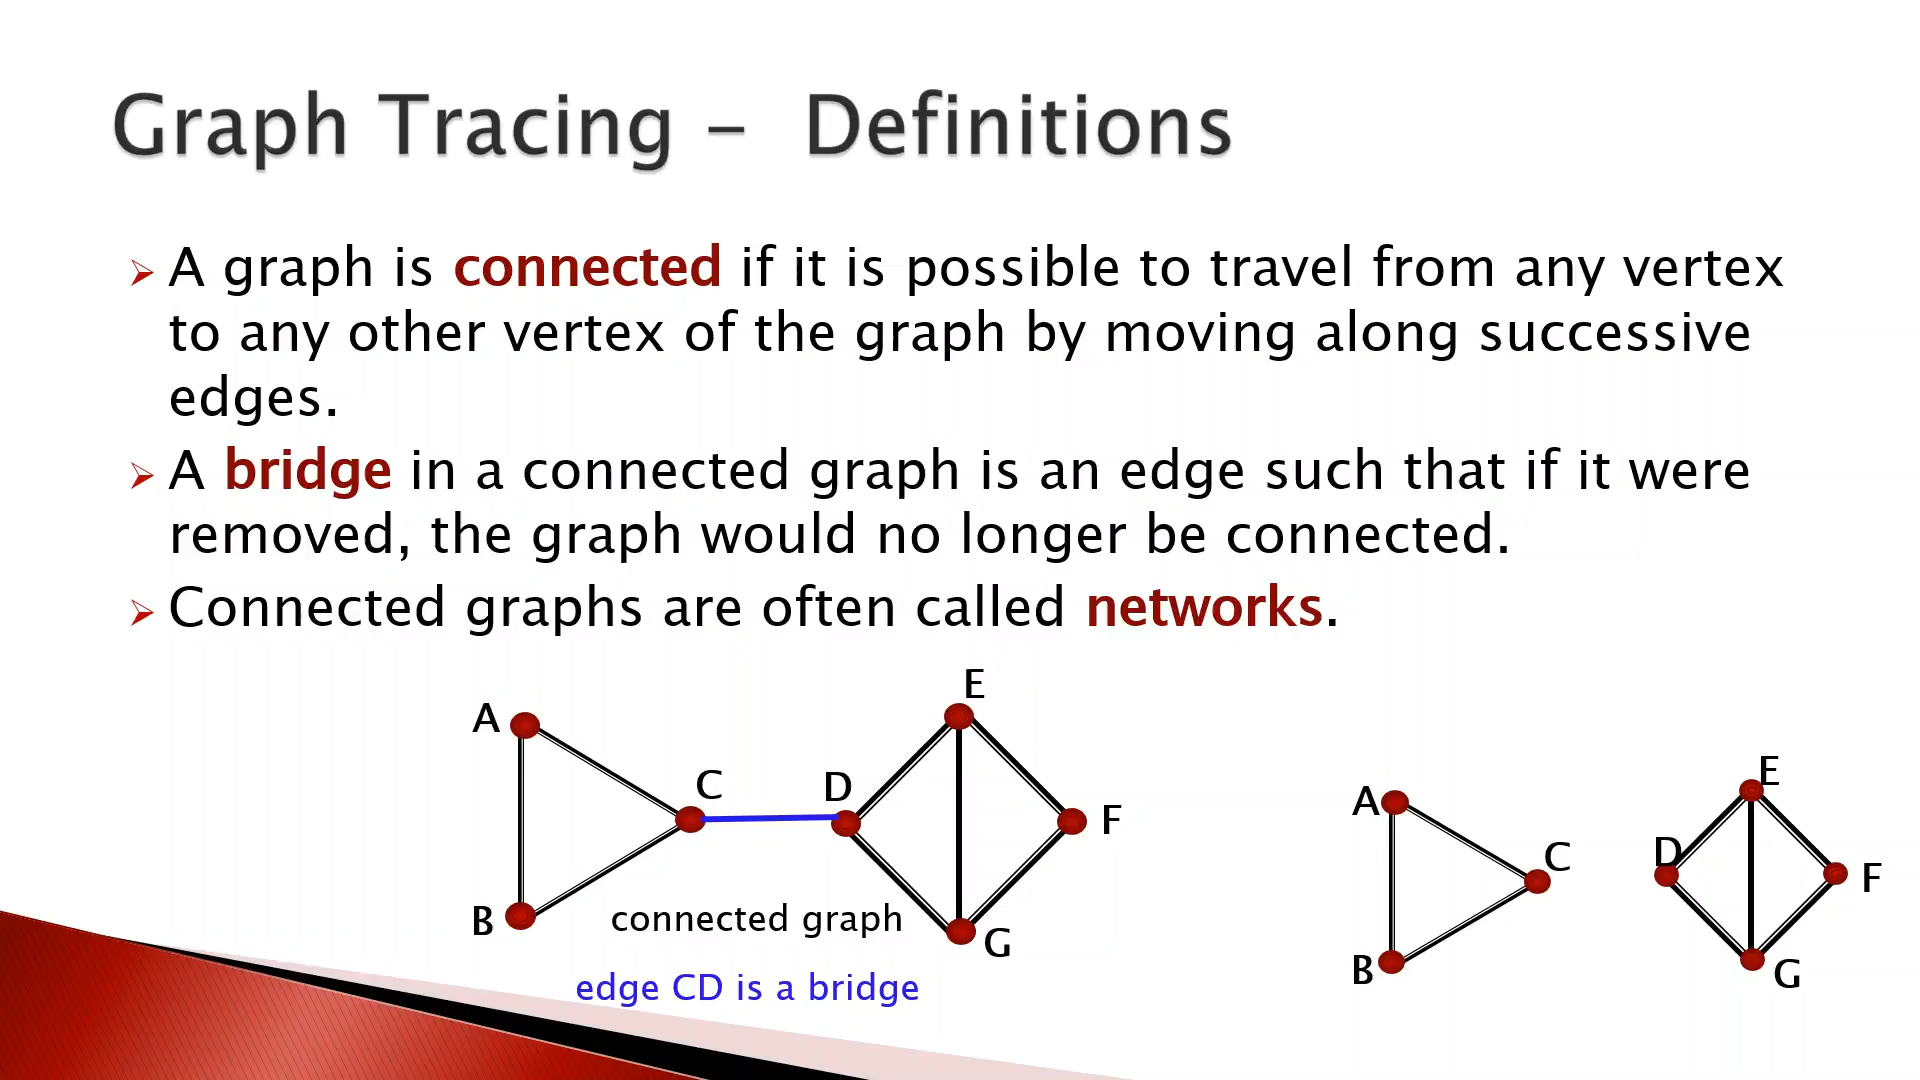 Graph Tracing - Definitions
A graph is connected if it is possible to travel from any vertex
to any other vertex of the graph by moving along successive
edges.
A bridge in a connected graph is an edge such that if it were
removed, the graph would no longer be connected.
Connected graphs are often called networks.
E
A
C
D
F
B
connected graph
G
edge CD is a bridge
E
A
C
D
F
B
G